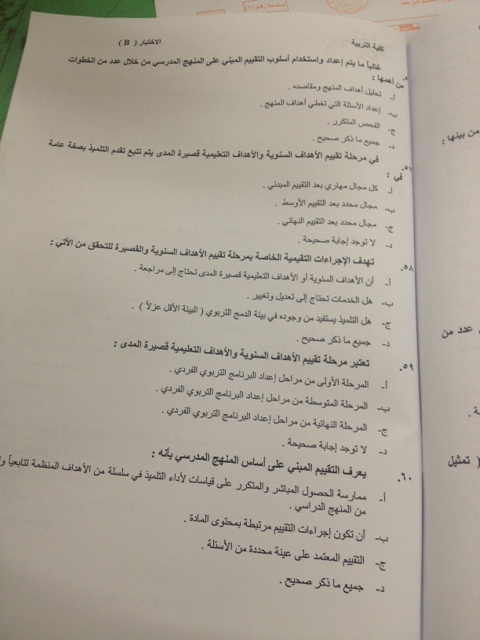 كلية التربية
الاختبار ( B )
غالباً ما يتم إعداد واستخدام أسلوب التقييم المبني على المنهج المدرسي من خلال عدد من الخطوات
من أهمها :
أ- تحليل أهداف المنهج ومقاصده .
ب- إعداد الأسئلة التي تغطي أهداف المنهج .
ج- الفحص المتكرر .
د- جميع ما ذكر صحيح .
في مرحلة تقييم الأهداف السنوية والأهداف التعليمية قصيرة المدى يتم تتبع تقدم التلميذ بصفة عامة
في :
أ- كل مجال مهاري بعد التقييم المبدئي .
ب- مجال محدد بعد التقييم الأوسط .
ج- مجال محدد بعد التقييم النهائي .
د- لا توجد إجابة صحيحة .
٥٨. تهدف الإجراءات التقيمية الخاصة بمرحلة تقييم الأهداف السنوية والقصيرة للتحقق من الآتي :
أ- أن الأهداف السنوية أو الأهداف التعليمية قصيرة المدى تحتاج إلى مراجعة .
ب- هل الخدمات تحتاج إلى تعديل وتغيير .
ج- هل التلميذ يستفيد من وجوده في بيئة الدمج التربوي ( البيئة الأقل عزلاً ) .
د- جميع ما ذكر صحيح .
٥٩. تعتبر مرحلة تقييم الأهداف السنوية والأهداف التعليمية قصيرة المدى :
أ- المرحلة الأولى من مراحل إعداد البرنامج التربوي الفردي .
ب- المرحلة المتوسطة من مراحل إعداد البرنامج التربوي الفردي .
ج- المرحلة النهائية من مراحل إعداد البرنامج التربوي الفردي .
د- لا توجد إجابة صحيحة .
٦٠. يعرف التقييم المبني على أساس المنهج المدرسي بأنه :
أ- ممارسة الحصول المباشر والمتكرر على قياسات لأداء التلميذ في سلسلة من الأهداف المنظمة تتابعياً
من المنهج الدراسي .
ب- أن تكون إجراءات التقييم مرتبطة بمحتوى المادة .
ج- التقييم المعتمد على عينة محددة من الأسئلة .
د- جميع ما ذكر صحيح .
من بينها :
عدد من
( تمثيل